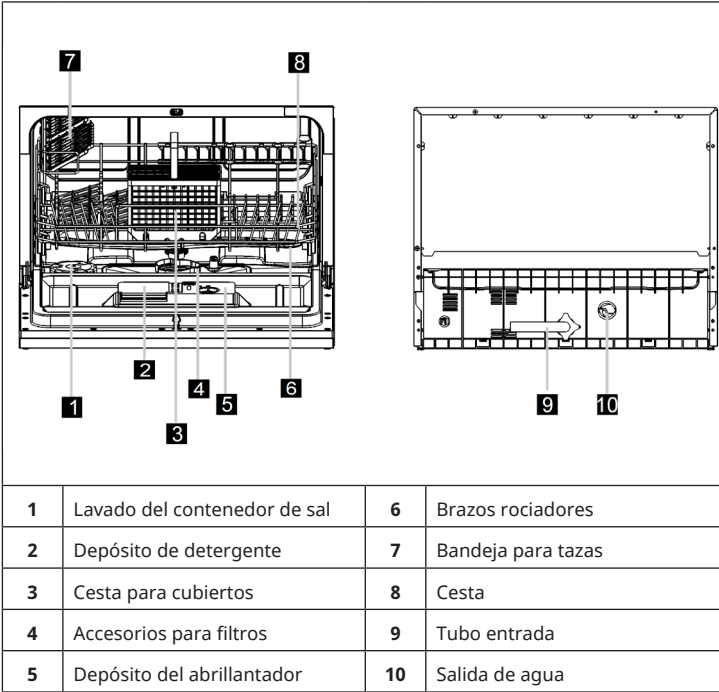 7
8
2
4
6
1
5
3
9
10
1 Lavado del contenedor de sal 6 Brazos rociadores
2 Depósito de detergente 7 Bandeja para tazas
3 Cesta para cubiertos 8 Cesta
4 Accesorios para filtros 9 Tubo entrada
5 Depósito del abrillantador 10 Salida de agua